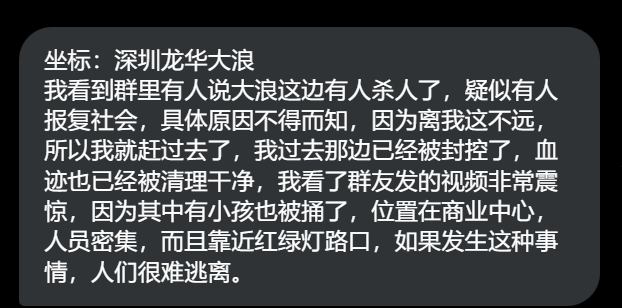 坐标：深圳龙华大浪
我看到群里有人说大浪这边有人杀人了，疑似有人
报复社会，具体原因不得而知，因为离我这不远，
所以我就赶过去了，我过去那边已经被封控了，血
迹也已经被清理干净，我看了群友发的视频非常震
惊，因为其中有小孩也被捅了，位置在商业中心，
人员密集，而且靠近红绿灯路口，如果发生这种事
情，人们很难逃离。